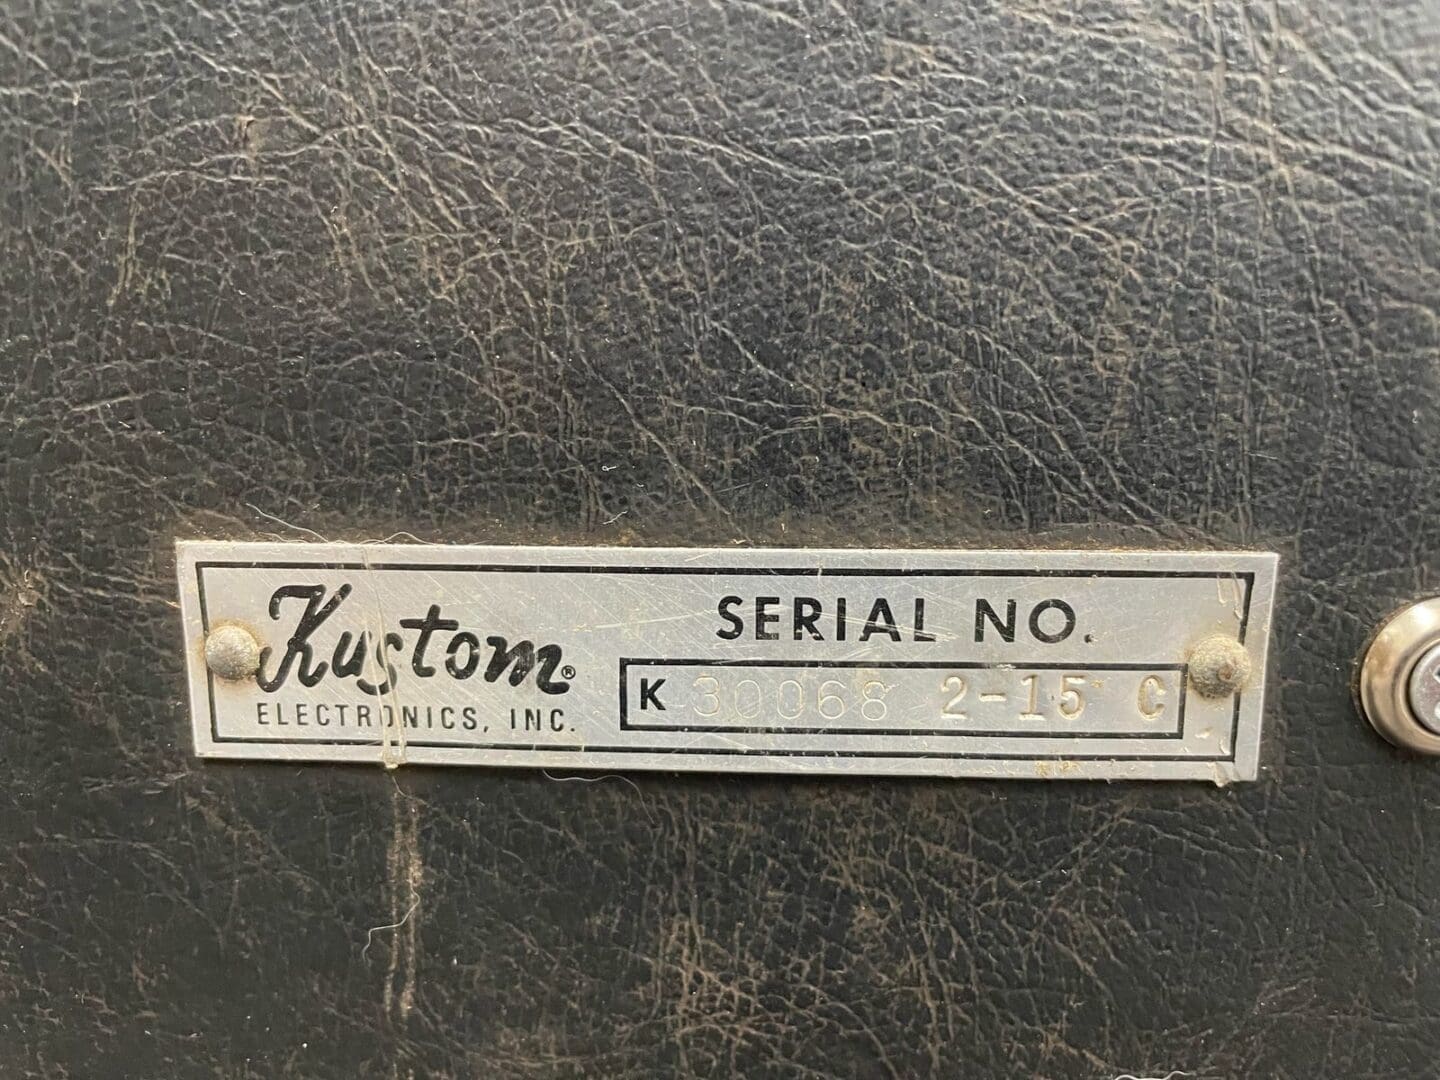 Kustom®
ELECTRONICS, INC.
SERIAL NO.
K 30068 2-15 C